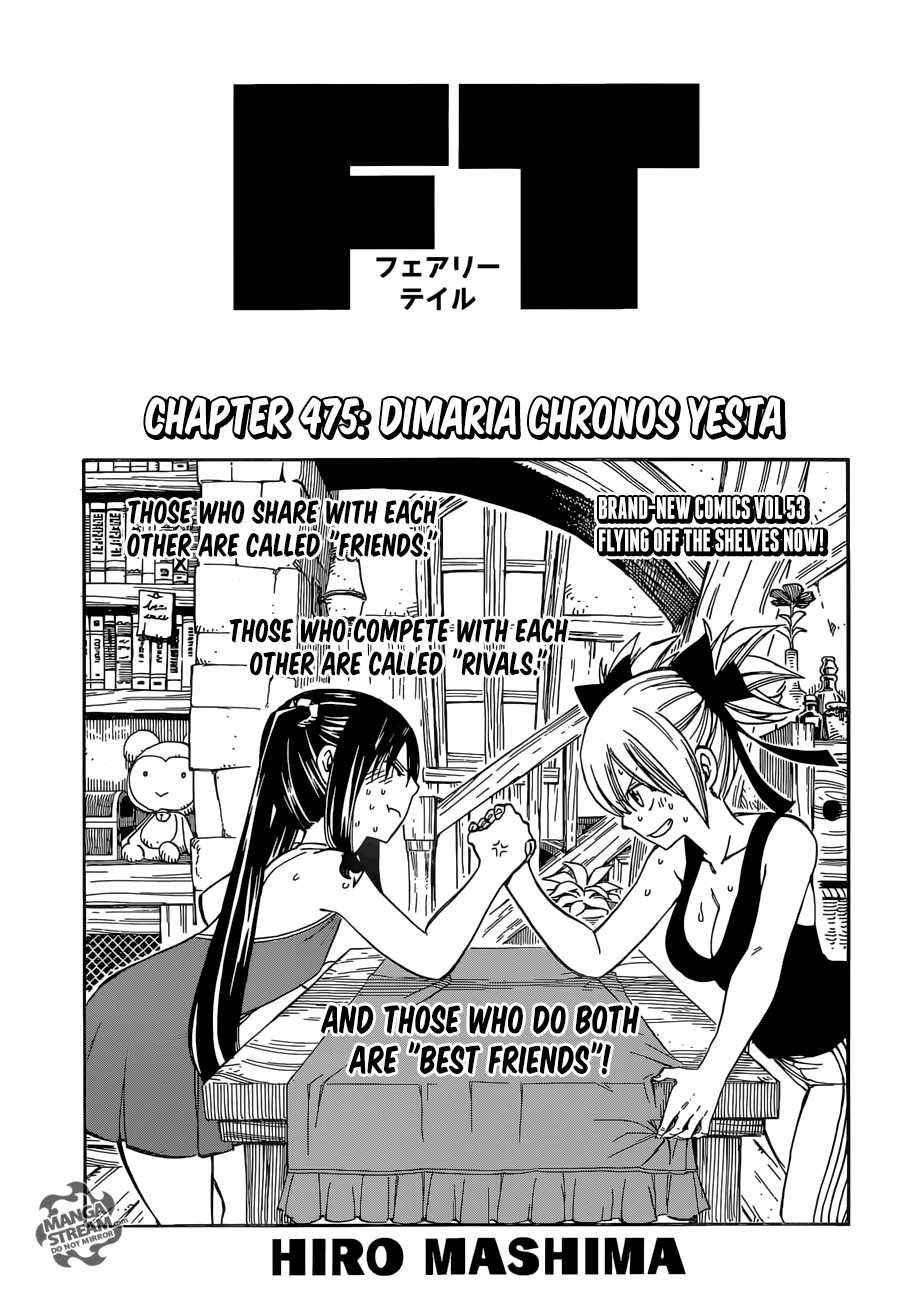 FT
フェアリー
テイル
CHAPTER 475: DIMARIA CHRONOS YESTA
THOSE WHO SHARE WITH EACH
OTHER ARE CALLED "FRIENDS."
BRAND-NEW COMICS VOL 53
FLYING OFF THE SHELVES NOW!
THOSE WHO COMPETE WITH EACH
OTHER ARE CALLED "RIVALS."
AND THOSE WHO DO BOTH
ARE "BEST FRIENDS"!
MANGA
STREAM.com
DO NOT MIRROR!
HIRO MASHIMA